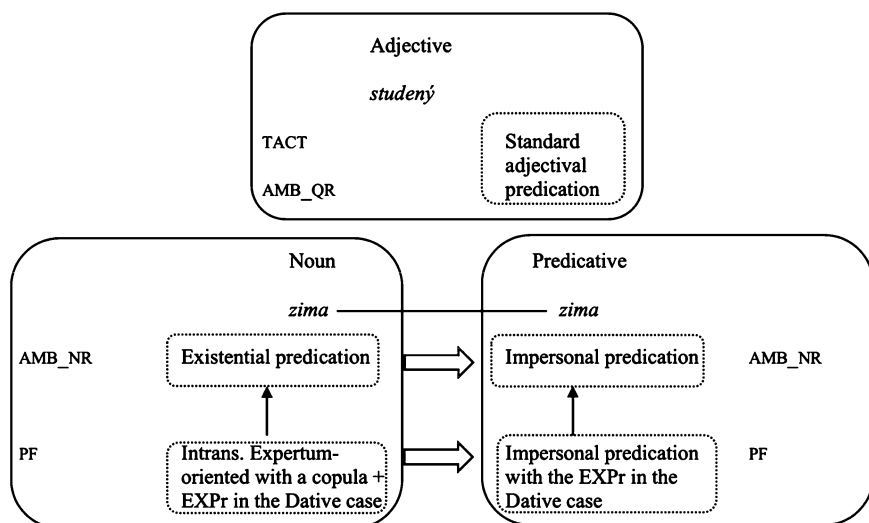 Adjective
studený
TACT
Standard
adjectival
predication
AMB_QR
Noun
zima
Predicative
zima
AMB_NR
Existential predication
Impersonal predication
AMB_NR
PF
Intrans. Expertum-
oriented with a copula +
EXPr in the Dative case
Impersonal predication
with the EXPr in the
Dative case
PF